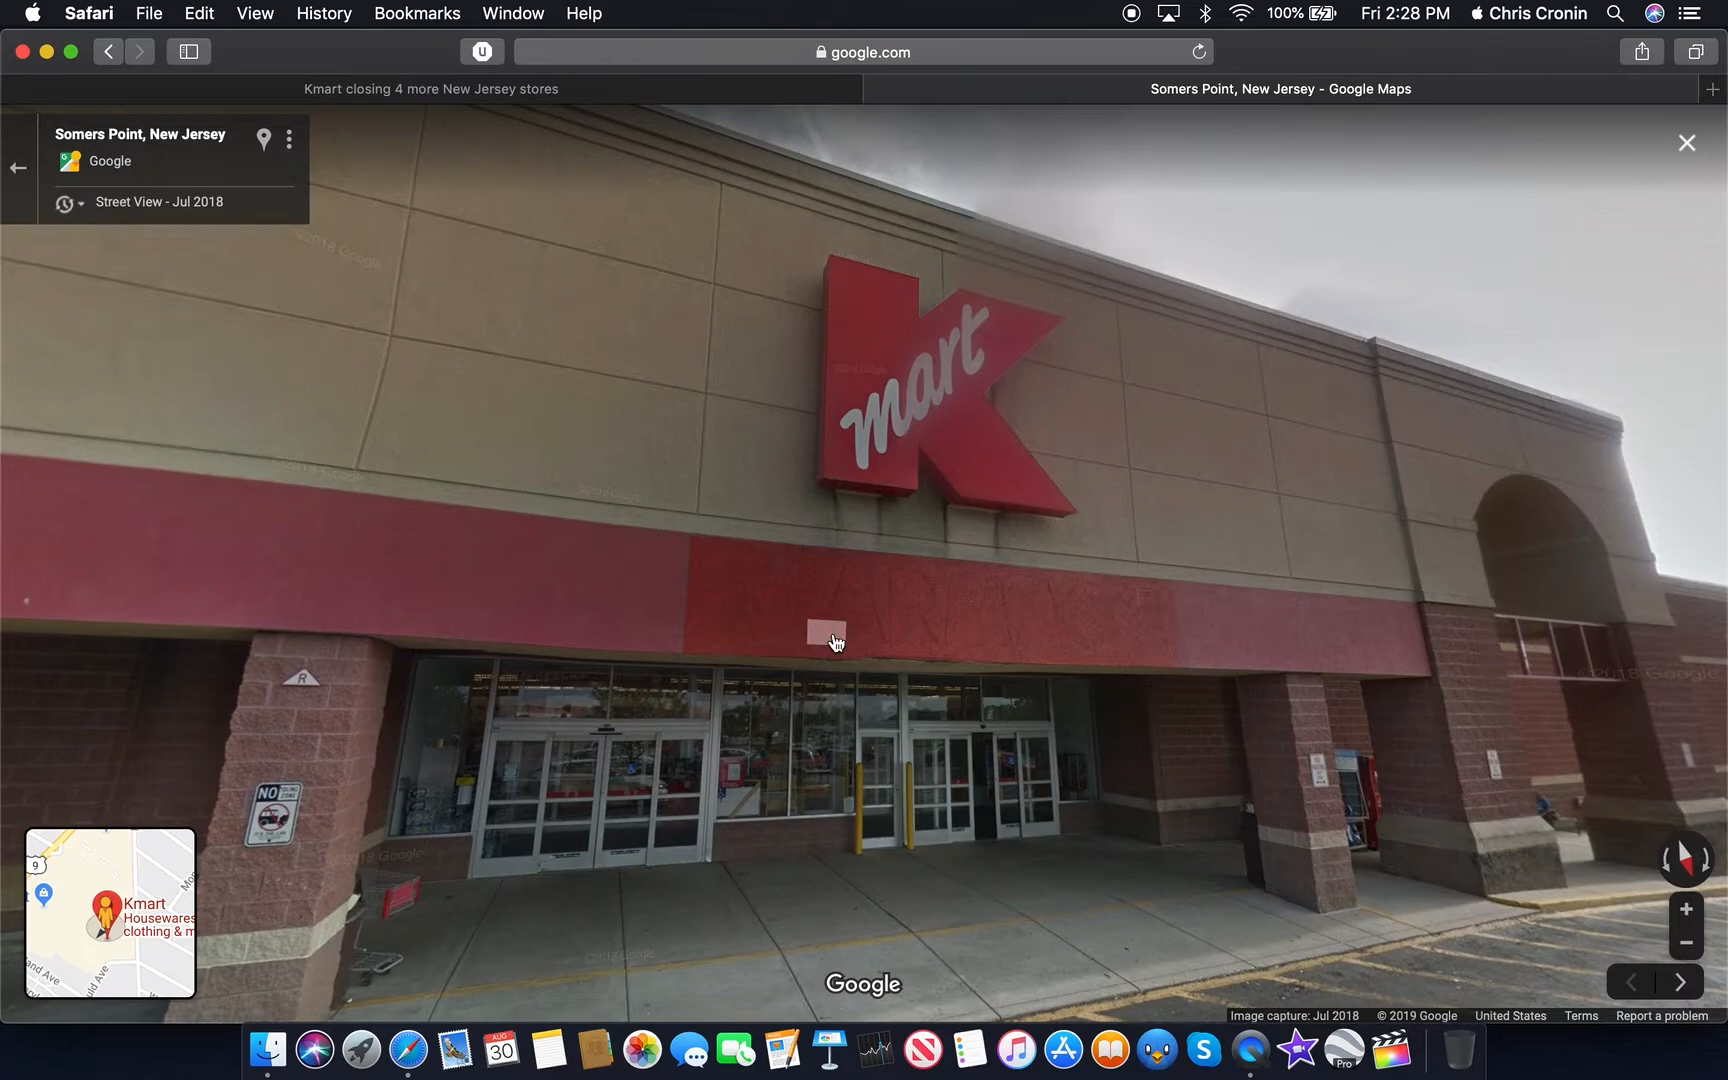 Safari File Edit View History Bookmarks Window Help 100% Fri 2:28 PM Chris Cronin
google.com
Kmart closing 4 more New Jersey stores
Somers Point, New Jersey - Google Maps
Somers Point, New Jersey
Google
Street View - Jul 2018
K
mart
R
NO
9
Kmart
Housewares
clothing & m
Google
Image capture: Jul 2018 © 2019 Google United States Terms Report a problem
AUG
30
Pro